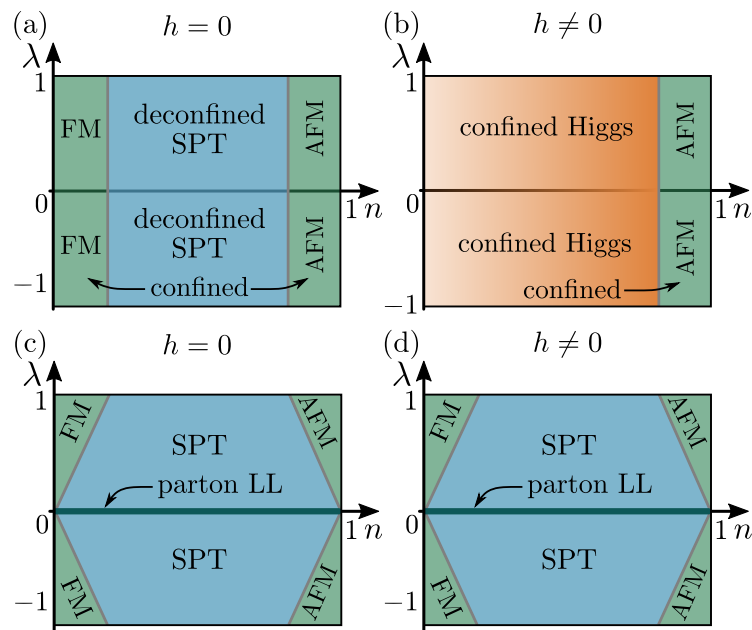 (a)
h = 0
λ
1
FM
deconfined
SPT
AFM
0
1 n
FM
deconfined
SPT
AFM
confined
−1
(b)
h ≠ 0
λ
1
confined Higgs
AFM
0
1 n
confined Higgs
AFM
confined
−1
(c)
h = 0
λ
1
FM
SPT
AFM
parton LL
0
1 n
SPT
FM
AFM
−1
(d)
h ≠ 0
λ
1
FM
SPT
AFM
parton LL
0
1 n
SPT
FM
AFM
−1